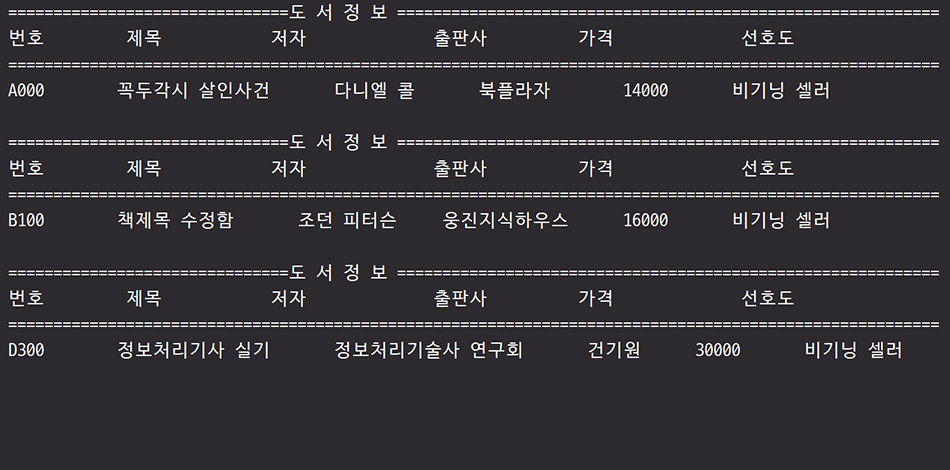 ===============================도 서 정 보 ============================================================
번호 제목 저자 출판사 가격 선호도
=======================================================================================================
A000 꼭두각시 살인사건 다니엘 콜 북플라자 14000 비기닝 셀러
===============================도 서 정 보 ============================================================
번호 제목 저자 출판사 가격 선호도
=======================================================================================================
B100 책제목 수정함 조던 피터슨 웅진지식하우스 16000 비기닝 셀러
===============================도 서 정 보 ============================================================
번호 제목 저자 출판사 가격 선호도
=======================================================================================================
D300 정보처리기사 실기 정보처리기술사 연구회 건기원 30000 비기닝 셀러